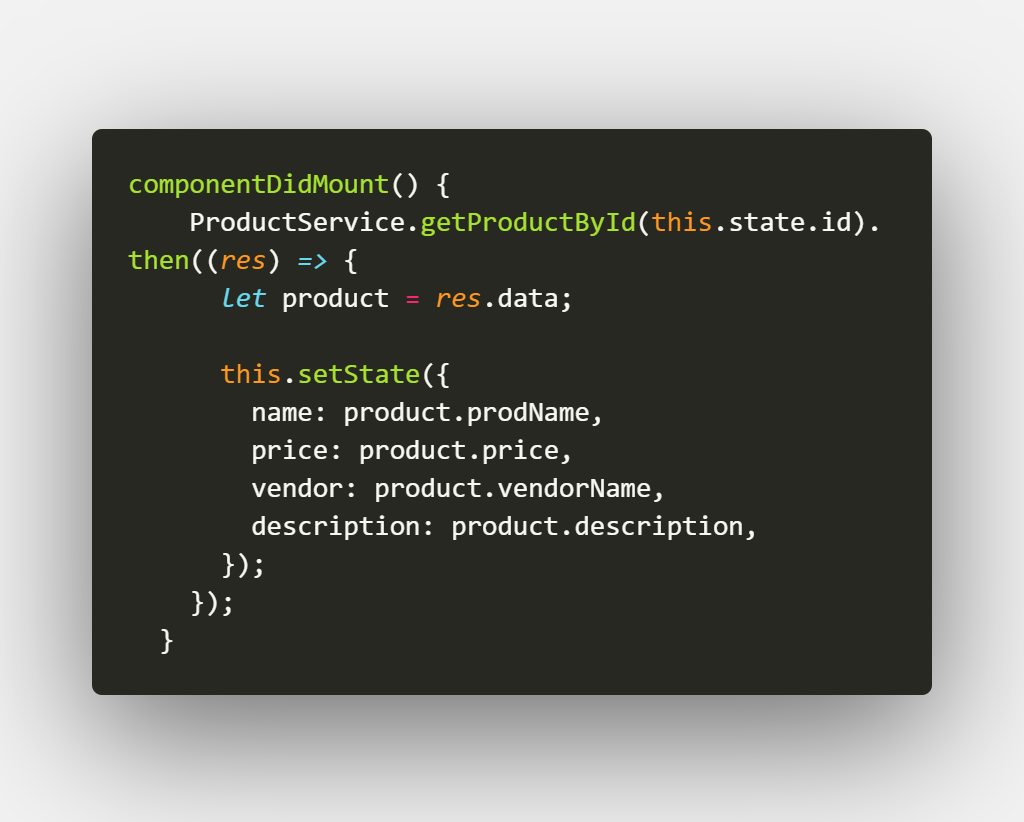 componentDidMount() {
    ProductService.getProductById(this.state.id).
then((res) => {
      let product = res.data;

      this.setState({
        name: product.prodName,
        price: product.price,
        vendor: product.vendorName,
        description: product.description,
      });
    });
  }